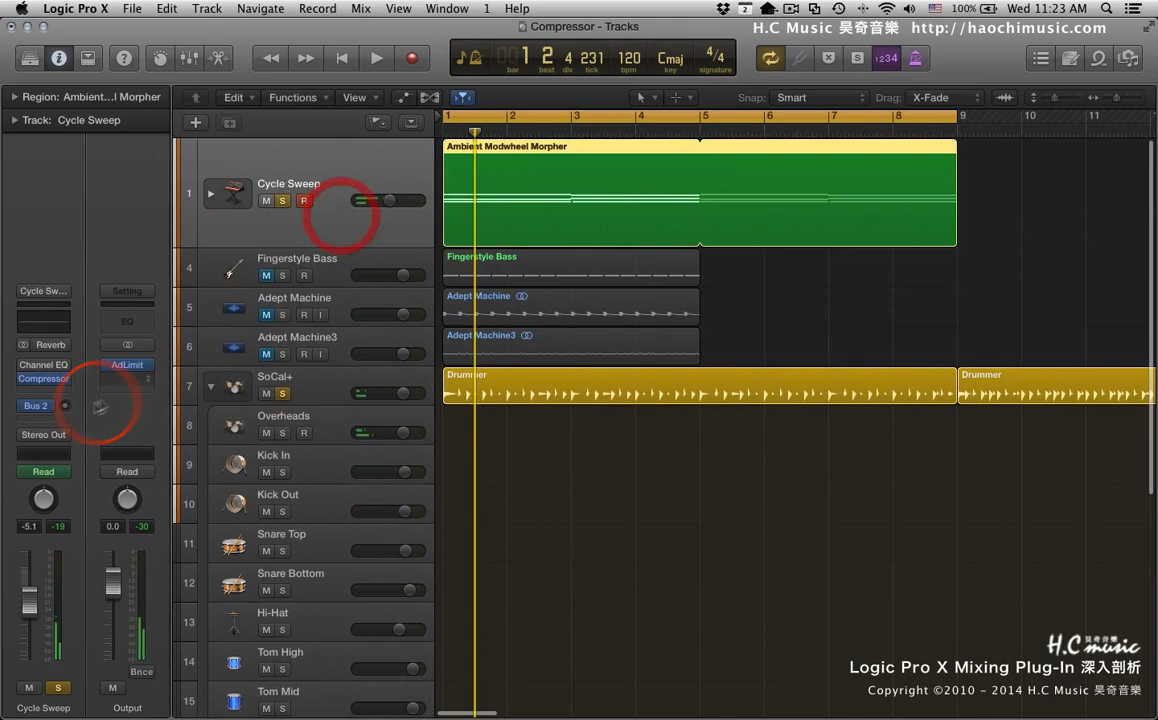 Logic Pro X File Edit Track Navigate Record Mix View Window 1 Help 2 100% Wed 11:23 AM
Compressor - Tracks
H.C Music 昊奇音樂 http://haochimusic.com
1 2 4 231 120 Cmaj 4/4
bar beat div tick bpm key signature
1234
Region: Ambient...l Morpher
Edit Functions View Snap: Smart Drag: X-Fade
Track: Cycle Sweep
1 2 3 4 5 6 7 8 9 10 11
Ambient Modwheel Morpher
1 Cycle Sweep
M S R
4 Fingerstyle Bass
M S R
Fingerstyle Bass
5 Adept Machine
M S R I
Adept Machine
6 Adept Machine3
M S R I
Adept Machine3
7 SoCal+
M S
Drummer
Drummer
8 Overheads
M S R
9 Kick In
M S
10 Kick Out
M S
11 Snare Top
M S
12 Snare Bottom
M S
13 Hi-Hat
M S
14 Tom High
M S
15 Tom Mid
M S
Cycle Sw... Setting
EQ
Reverb
Channel EQ AdLimit
Compressor
Bus 2
Stereo Out
Read Read
-5.1 -19 0.0 -30
Bnce
M S M
Cycle Sweep Output
H.C music
昊奇音樂
Logic Pro X Mixing Plug-In 深入剖析
Copyright ©2010 – 2014 H.C Music 昊奇音樂